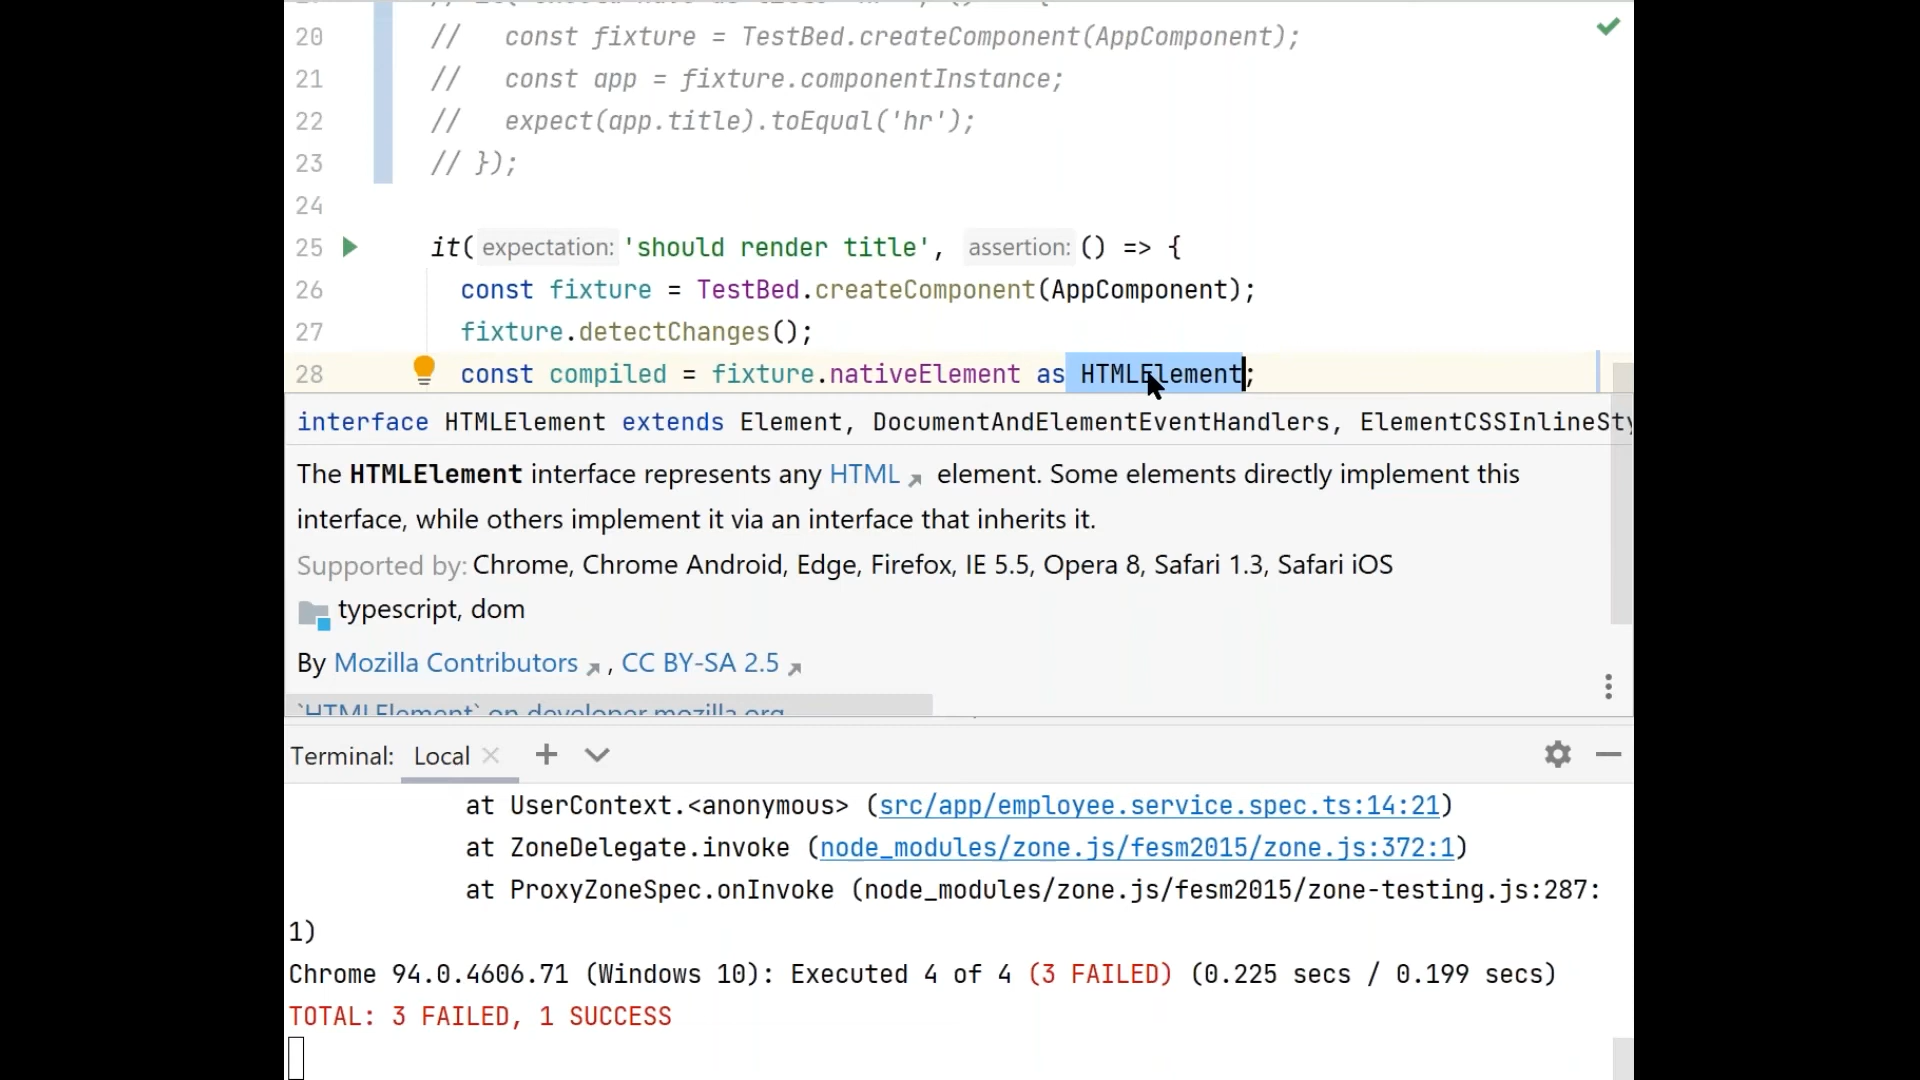 20 //   const fixture = TestBed.createComponent(AppComponent);
21 //   const app = fixture.componentInstance;
22 //   expect(app.title).toEqual('hr');
23 // });
24
25 it( expectation: 'should render title', assertion: () => {
26 const fixture = TestBed.createComponent(AppComponent);
27 fixture.detectChanges();
28 const compiled = fixture.nativeElement as HTMLElement;
interface HTMLElement extends Element, DocumentAndElementEventHandlers, ElementCSSInlineSty
The HTMLElement interface represents any HTML element. Some elements directly implement this
interface, while others implement it via an interface that inherits it.
Supported by: Chrome, Chrome Android, Edge, Firefox, IE 5.5, Opera 8, Safari 1.3, Safari iOS
typescript, dom
By Mozilla Contributors , CC BY-SA 2.5
`HTMLElement` on developer.mozilla.org
Terminal: Local
at UserContext.<anonymous> (src/app/employee.service.spec.ts:14:21)
at ZoneDelegate.invoke (node_modules/zone.js/fesm2015/zone.js:372:1)
at ProxyZoneSpec.onInvoke (node_modules/zone.js/fesm2015/zone-testing.js:287:
1)
Chrome 94.0.4606.71 (Windows 10): Executed 4 of 4 (3 FAILED) (0.225 secs / 0.199 secs)
TOTAL: 3 FAILED, 1 SUCCESS